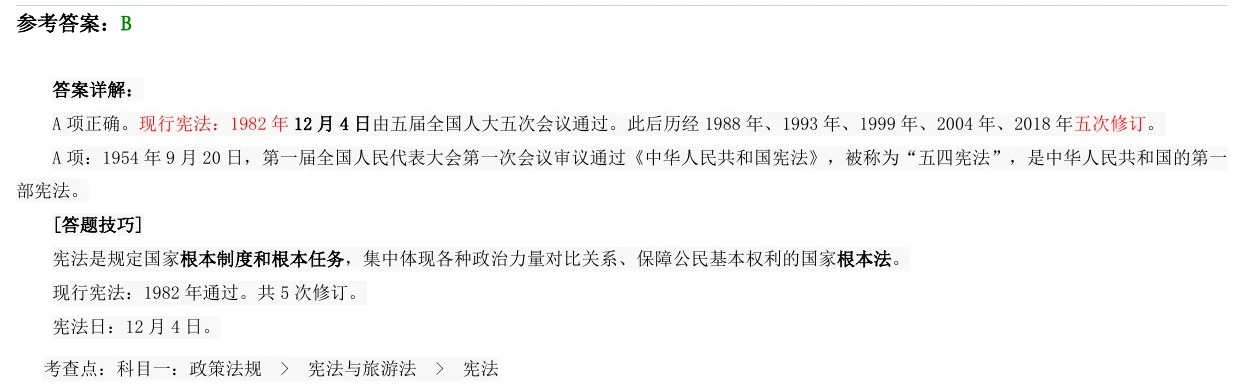 参考答案：B
答案详解：
A 项正确。现行宪法：1982 年 12 月 4 日由五届全国人大五次会议通过。此后历经 1988 年、1993 年、1999 年、2004 年、2018 年五次修订。
A 项：1954 年 9 月 20 日，第一届全国人民代表大会第一次会议审议通过《中华人民共和国宪法》，被称为“五四宪法”，是中华人民共和国的第一
部宪法。
[答题技巧]
宪法是规定国家根本制度和根本任务，集中体现各种政治力量对比关系、保障公民基本权利的国家根本法。
现行宪法：1982 年通过。共 5 次修订。
宪法日：12 月 4 日。
考查点：科目一：政策法规 > 宪法与旅游法 > 宪法